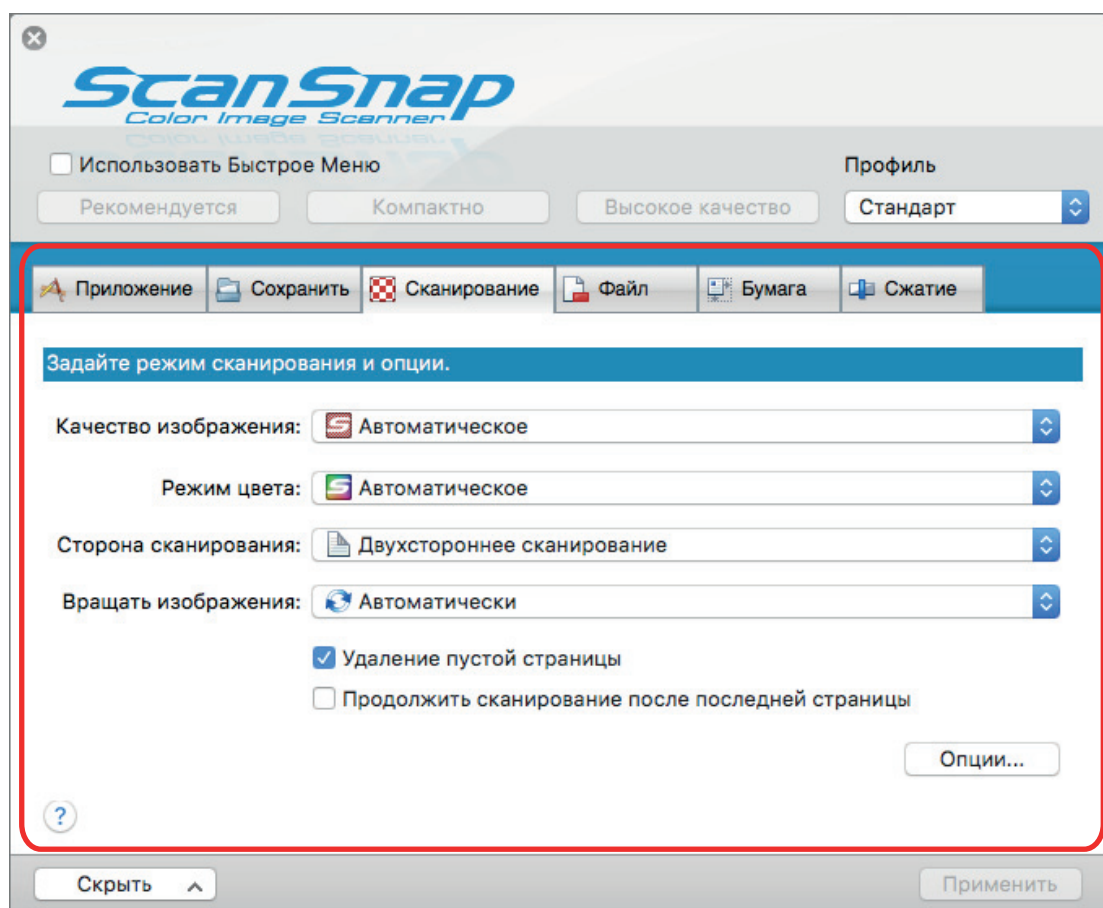 ScanSnap
Color Image Scanner
Использовать Быстрое Меню
Профиль
Рекомендуется Компактно Высокое качество Стандарт
Приложение Сохранить Сканирование Файл Бумага Сжатие
Задайте режим сканирования и опции.
Качество изображения: Автоматическое
Режим цвета: Автоматическое
Сторона сканирования: Двухстороннее сканирование
Вращать изображения: Автоматически
Удаление пустой страницы
Продолжить сканирование после последней страницы
Опции...
?
Скрыть Применить